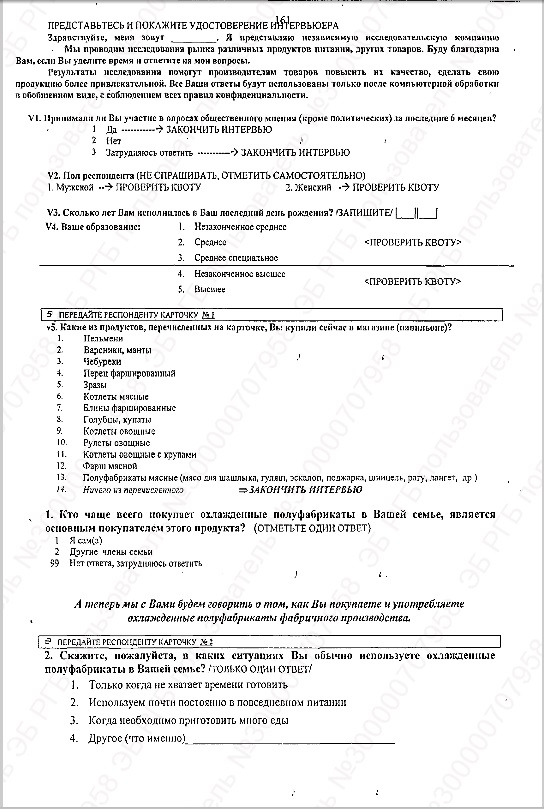 161
ПРЕДСТАВЬТЕСЬ И ПОКАЖИТЕ УДОСТОВЕРЕНИЕ ИНТЕРВЬЮЕРА
Здравствуйте, меня зовут __________. Я представляю независимую исследовательскую компанию
. Мы проводим исследования рынка различных продуктов питания, других товаров. Буду благодарна
Вам, если Вы уделите время и ответите на мои вопросы.
Результаты исследования помогут производителям товаров повысить их качество, сделать свою
продукцию более привлекательной. Все Ваши ответы будут использованы только после компьютерной обработки
в обобщенном виде, с соблюдением всех правил конфиденциальности.
V1. Принимали ли Вы участие в опросах общественного мнения (кроме политических) за последние 6 месяцев?
1 Да -----------→ ЗАКОНЧИТЬ ИНТЕРВЬЮ
2 Нет
3 Затрудняюсь ответить ----------→ ЗАКОНЧИТЬ ИНТЕРВЬЮ
V2. Пол респондента (НЕ СПРАШИВАТЬ, ОТМЕТИТЬ САМОСТОЯТЕЛЬНО)
1. Мужской --→ ПРОВЕРИТЬ КВОТУ 2. Женский --→ ПРОВЕРИТЬ КВОТУ
V3. Сколько лет Вам исполнилось в Ваш последний день рождения? /ЗАПИШИТЕ/ |___||___|
V4. Ваше образование: 1. Незаконченное среднее
2. Среднее <ПРОВЕРИТЬ КВОТУ>
3. Среднее специальное
4. Незаконченное высшее
<ПРОВЕРИТЬ КВОТУ>
5. Высшее
ПЕРЕДАЙТЕ РЕСПОНДЕНТУ КАРТОЧКУ №
v5. Какие из продуктов, перечисленных на карточке, Вы купили сейчас в магазине (павильоне)?
1. Пельмени
2. Вареники, манты
3. Чебуреки
4. Перец фаршированный
5. Зразы
6. Котлеты мясные
7. Блины фаршированные
8. Голубцы, купаты
9. Котлеты овощные
10. Рулеты овощные
11. Котлеты овощные с крупами
12. Фарш мясной
13. Полуфабрикаты мясные (мясо для шашлыка, гуляш, эскалоп, поджарка, шницель, рагу, лангет, др )
14. Ничего из перечисленного ⇒ ЗАКОНЧИТЬ ИНТЕРВЬЮ
1. Кто чаще всего покупает охлажденные полуфабрикаты в Вашей семье, является
основным покупателем этого продукта? (ОТМЕТЬТЕ ОДИН ОТВЕТ)
1 Я сам(а)
2 Другие члены семьи
99 Нет ответа, затрудняюсь ответить
А теперь мы с Вами будем говорить о том, как Вы покупаете и употребляете
охлажденные полуфабрикаты фабричного производства.
ПЕРЕДАЙТЕ РЕСПОНДЕНТУ КАРТОЧКУ № 2
2. Скажите, пожалуйста, в каких ситуациях Вы обычно используете охлажденные
полуфабрикаты в Вашей семье? /ТОЛЬКО ОДИН ОТВЕТ/
1. Только когда не хватает времени готовить
2. Используем почти постоянно в повседневном питании
3. Когда необходимо приготовить много еды
4. Другое (что именно)____________________